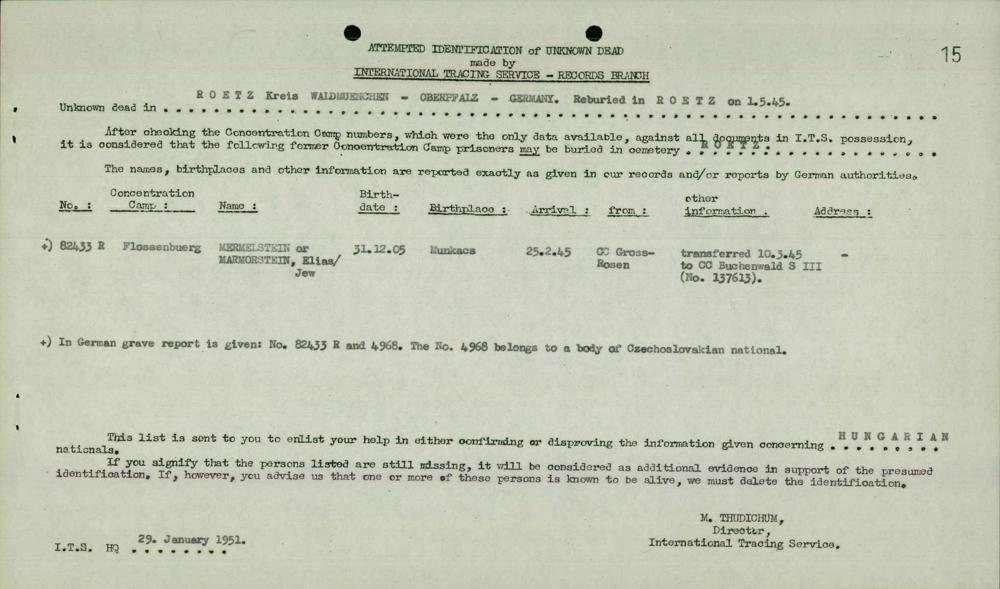 15
ATTEMPTED IDENTIFICATION of UNKNOWN DEAD
made by
INTERNATIONAL TRACING SERVICE - RECORDS BRANCH
Unknown dead in R O E T Z Kreis WALDMUENCHEN - OBERPFALZ - GERMANY. Reburied in R O E T Z on 1.5.45.
After checking the Concentration Camp numbers, which were the only data available, against all documents in I.T.S. possession,
it is considered that the following former Concentration Camp prisoners may be buried in cemetery R O E T Z .
The names, birthplaces and other information are reported exactly as given in our records and/or reports by German authorities.
No. : Concentration Camp : Name : Birth-date : Birthplace : Arrival : from : other information : Address :
+) 82433 R Flossenbuerg MERMELSTEIN or 31.12.05 Munkacs 25.2.45 CC Gross- transferred 10.3.45 -
MARMORSTEIN, Elias/ Rosen to CC Buchenwald S III
Jew (No. 137613).
+) In German grave report is given: No. 82433 R and 4968. The No. 4968 belongs to a body of Czechoslovakian national.
This list is sent to you to enlist your help in either confirming or disproving the information given concerning H U N G A R I A N
nationals.
If you signify that the persons listed are still missing, it will be considered as additional evidence in support of the presumed
identification. If, however, you advise us that one or more of these persons is known to be alive, we must delete the identification.
M. THUDICHUM,
Director,
International Tracing Service.
I.T.S. HQ 29. January 1951.